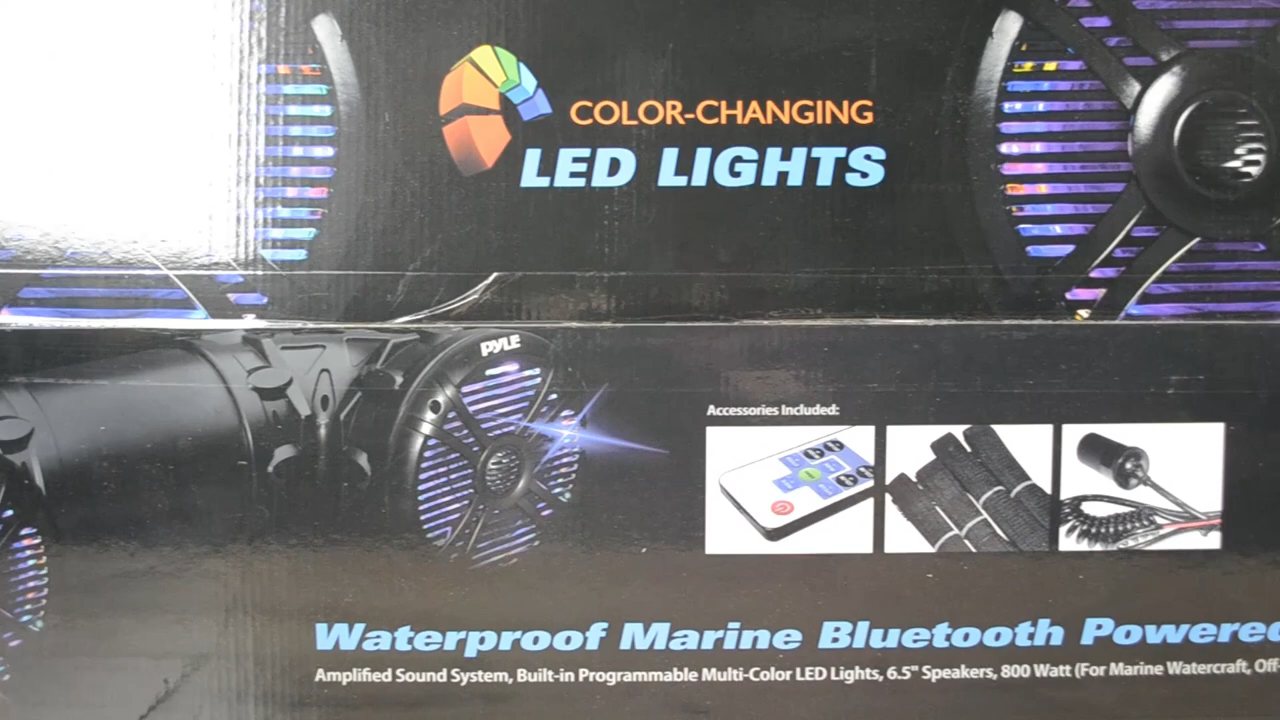 COLOR-CHANGING
LED LIGHTS
PYLE
Accessories Included:
Waterproof Marine Bluetooth Powered
Amplified Sound System, Built-in Programmable Multi-Color LED Lights, 6.5" Speakers, 800 Watt (For Marine Watercraft, Off-